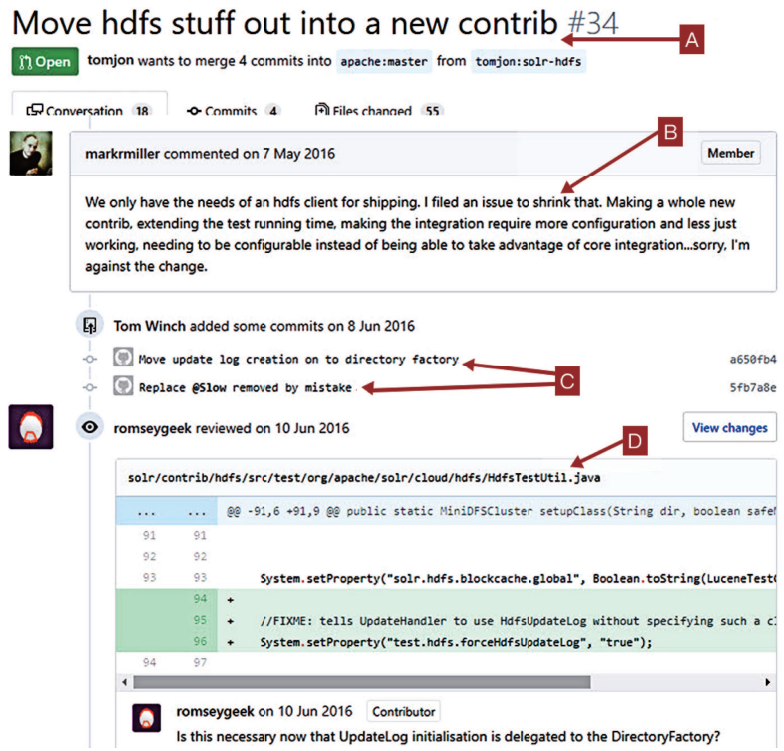 Move hdfs stuff out into a new contrib #34
A
Open tomjon wants to merge 4 commits into apache:master from tomjon:solr-hdfs
Conversation 18 Commits 4 Files changed 55
B
markrmiller commented on 7 May 2016 Member
We only have the needs of an hdfs client for shipping. I filed an issue to shrink that. Making a whole new
contrib, extending the test running time, making the integration require more configuration and less just
working, needing to be configurable instead of being able to take advantage of core integration...sorry, I'm
against the change.
Tom Winch added some commits on 8 Jun 2016
Move update log creation on to directory factory a650fb4
C
Replace @Slow removed by mistake 5fb7a8e
romseygeek reviewed on 10 Jun 2016 View changes
D
solr/contrib/hdfs/src/test/org/apache/solr/cloud/hdfs/HdfsTestUtil.java
... ... @@ -91,6 +91,9 @@ public static MiniDFSCluster setupClass(String dir, boolean safe
91 91
92 92
93 93 System.setProperty("solr.hdfs.blockcache.global", Boolean.toString(LuceneTest
94 +
95 + //FIXME: tells UpdateHandler to use HdfsUpdateLog without specifying such a
96 + System.setProperty("test.hdfs.forceHdfsUpdateLog", "true");
94 97
romseygeek on 10 Jun 2016 Contributor
Is this necessary now that UpdateLog initialisation is delegated to the DirectoryFactory?